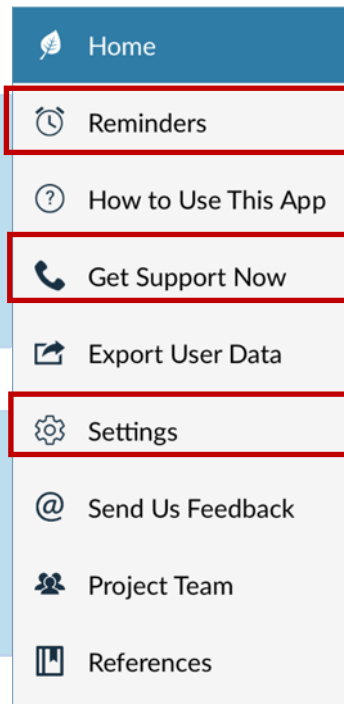 Home
Reminders
How to Use This App
Get Support Now
Export User Data
Settings
Send Us Feedback
Project Team
References